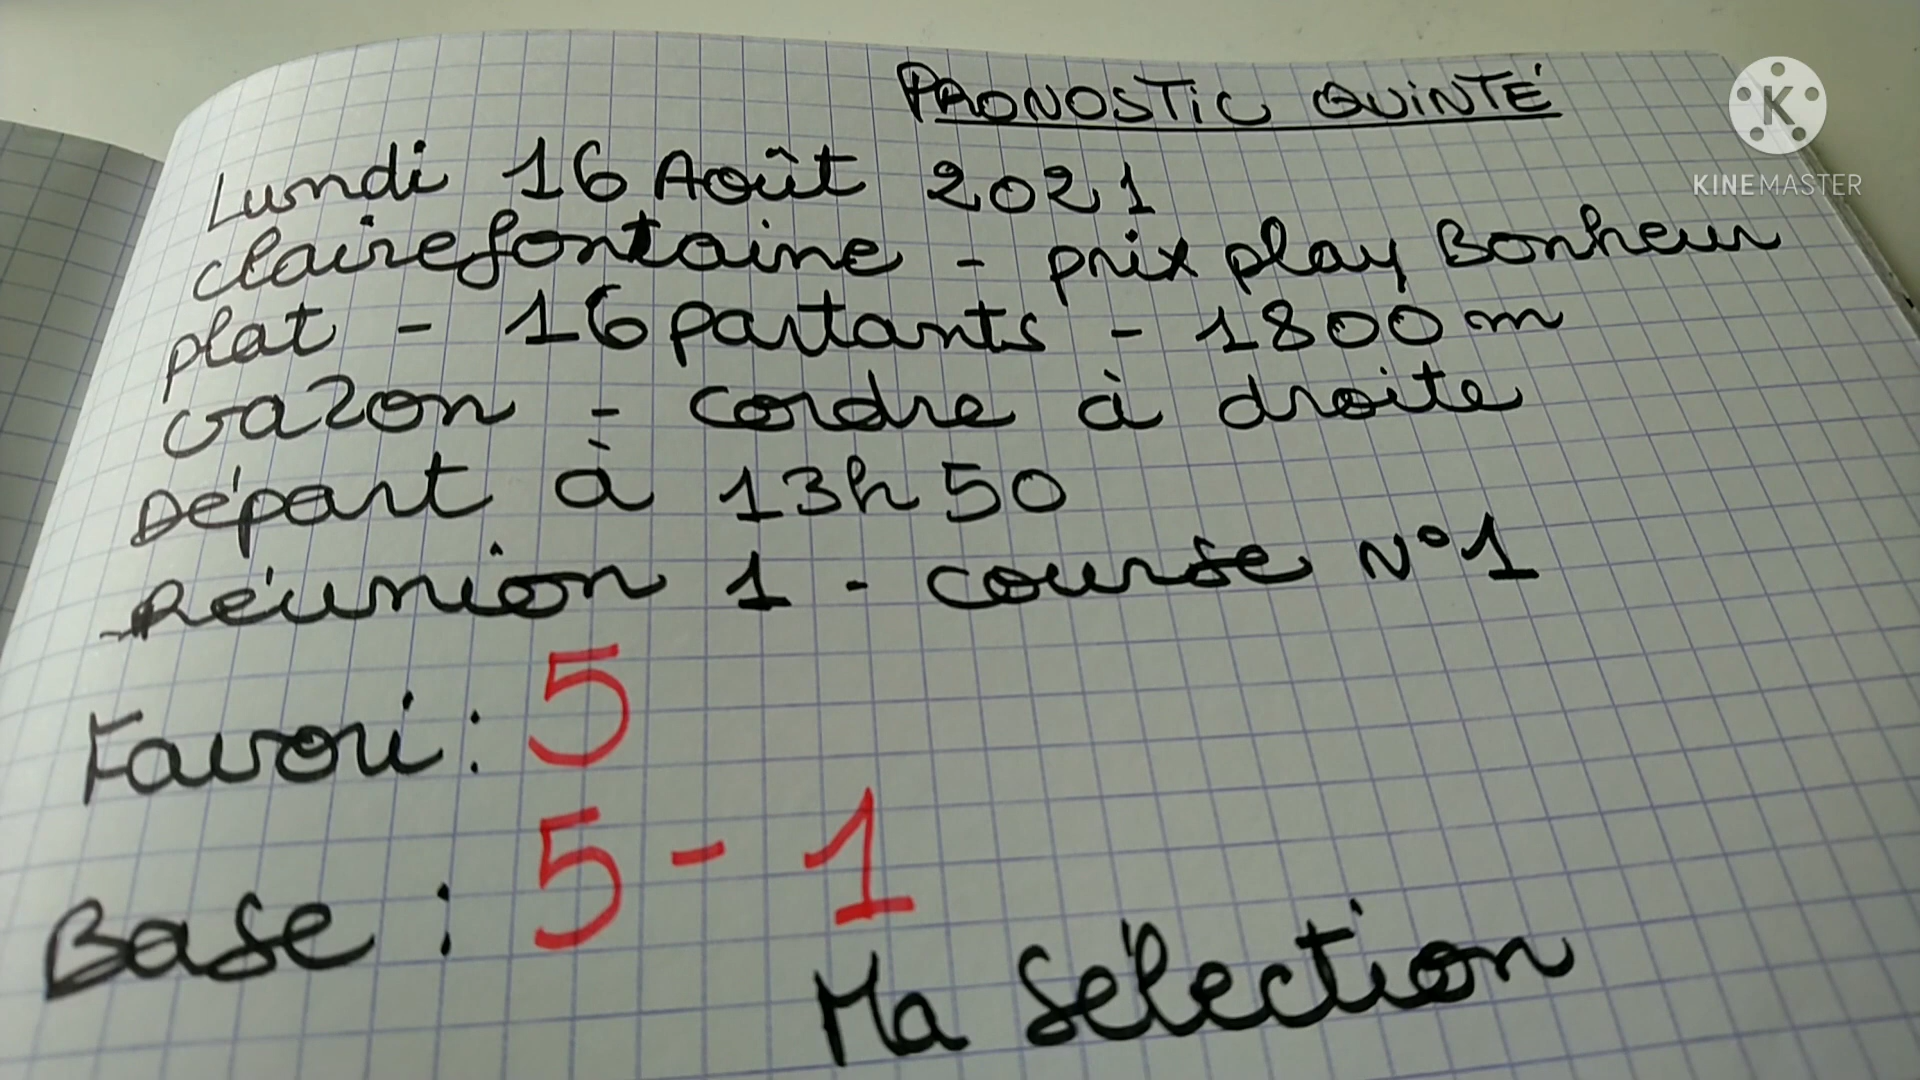 PRONOSTIC QUINTÉ
Lundi 16 Août 2021
clairefontaine - prix play Bonheur
plat - 16 partants - 1800 m
Gazon - corde à droite
Départ à 13h50
Réunion 1 - course N°1
Favori : 5
Base : 5 - 1
Ma sélection
K
KINEMASTER